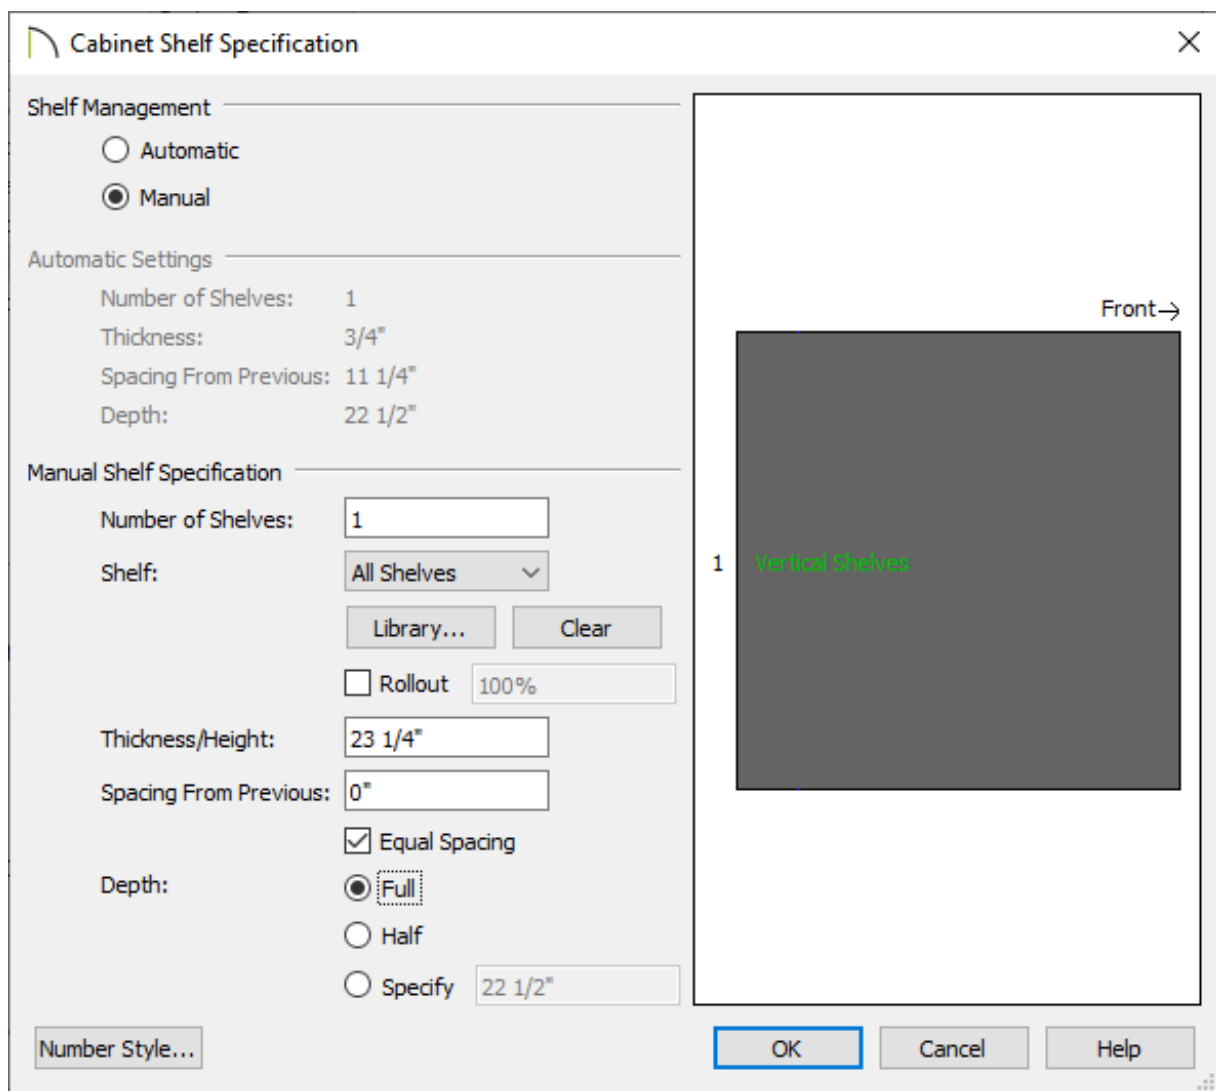 Cabinet Shelf Specification
Shelf Management
Automatic
Manual
Automatic Settings
Number of Shelves: 1
Thickness: 3/4"
Spacing From Previous: 11 1/4"
Depth: 22 1/2"
Manual Shelf Specification
Number of Shelves: 1
Shelf: All Shelves
Library... Clear
Rollout 100%
Thickness/Height: 23 1/4"
Spacing From Previous: 0"
Equal Spacing
Depth: Full
Half
Specify 22 1/2"
Front→
1 Vertical Shelves
Number Style... OK Cancel Help